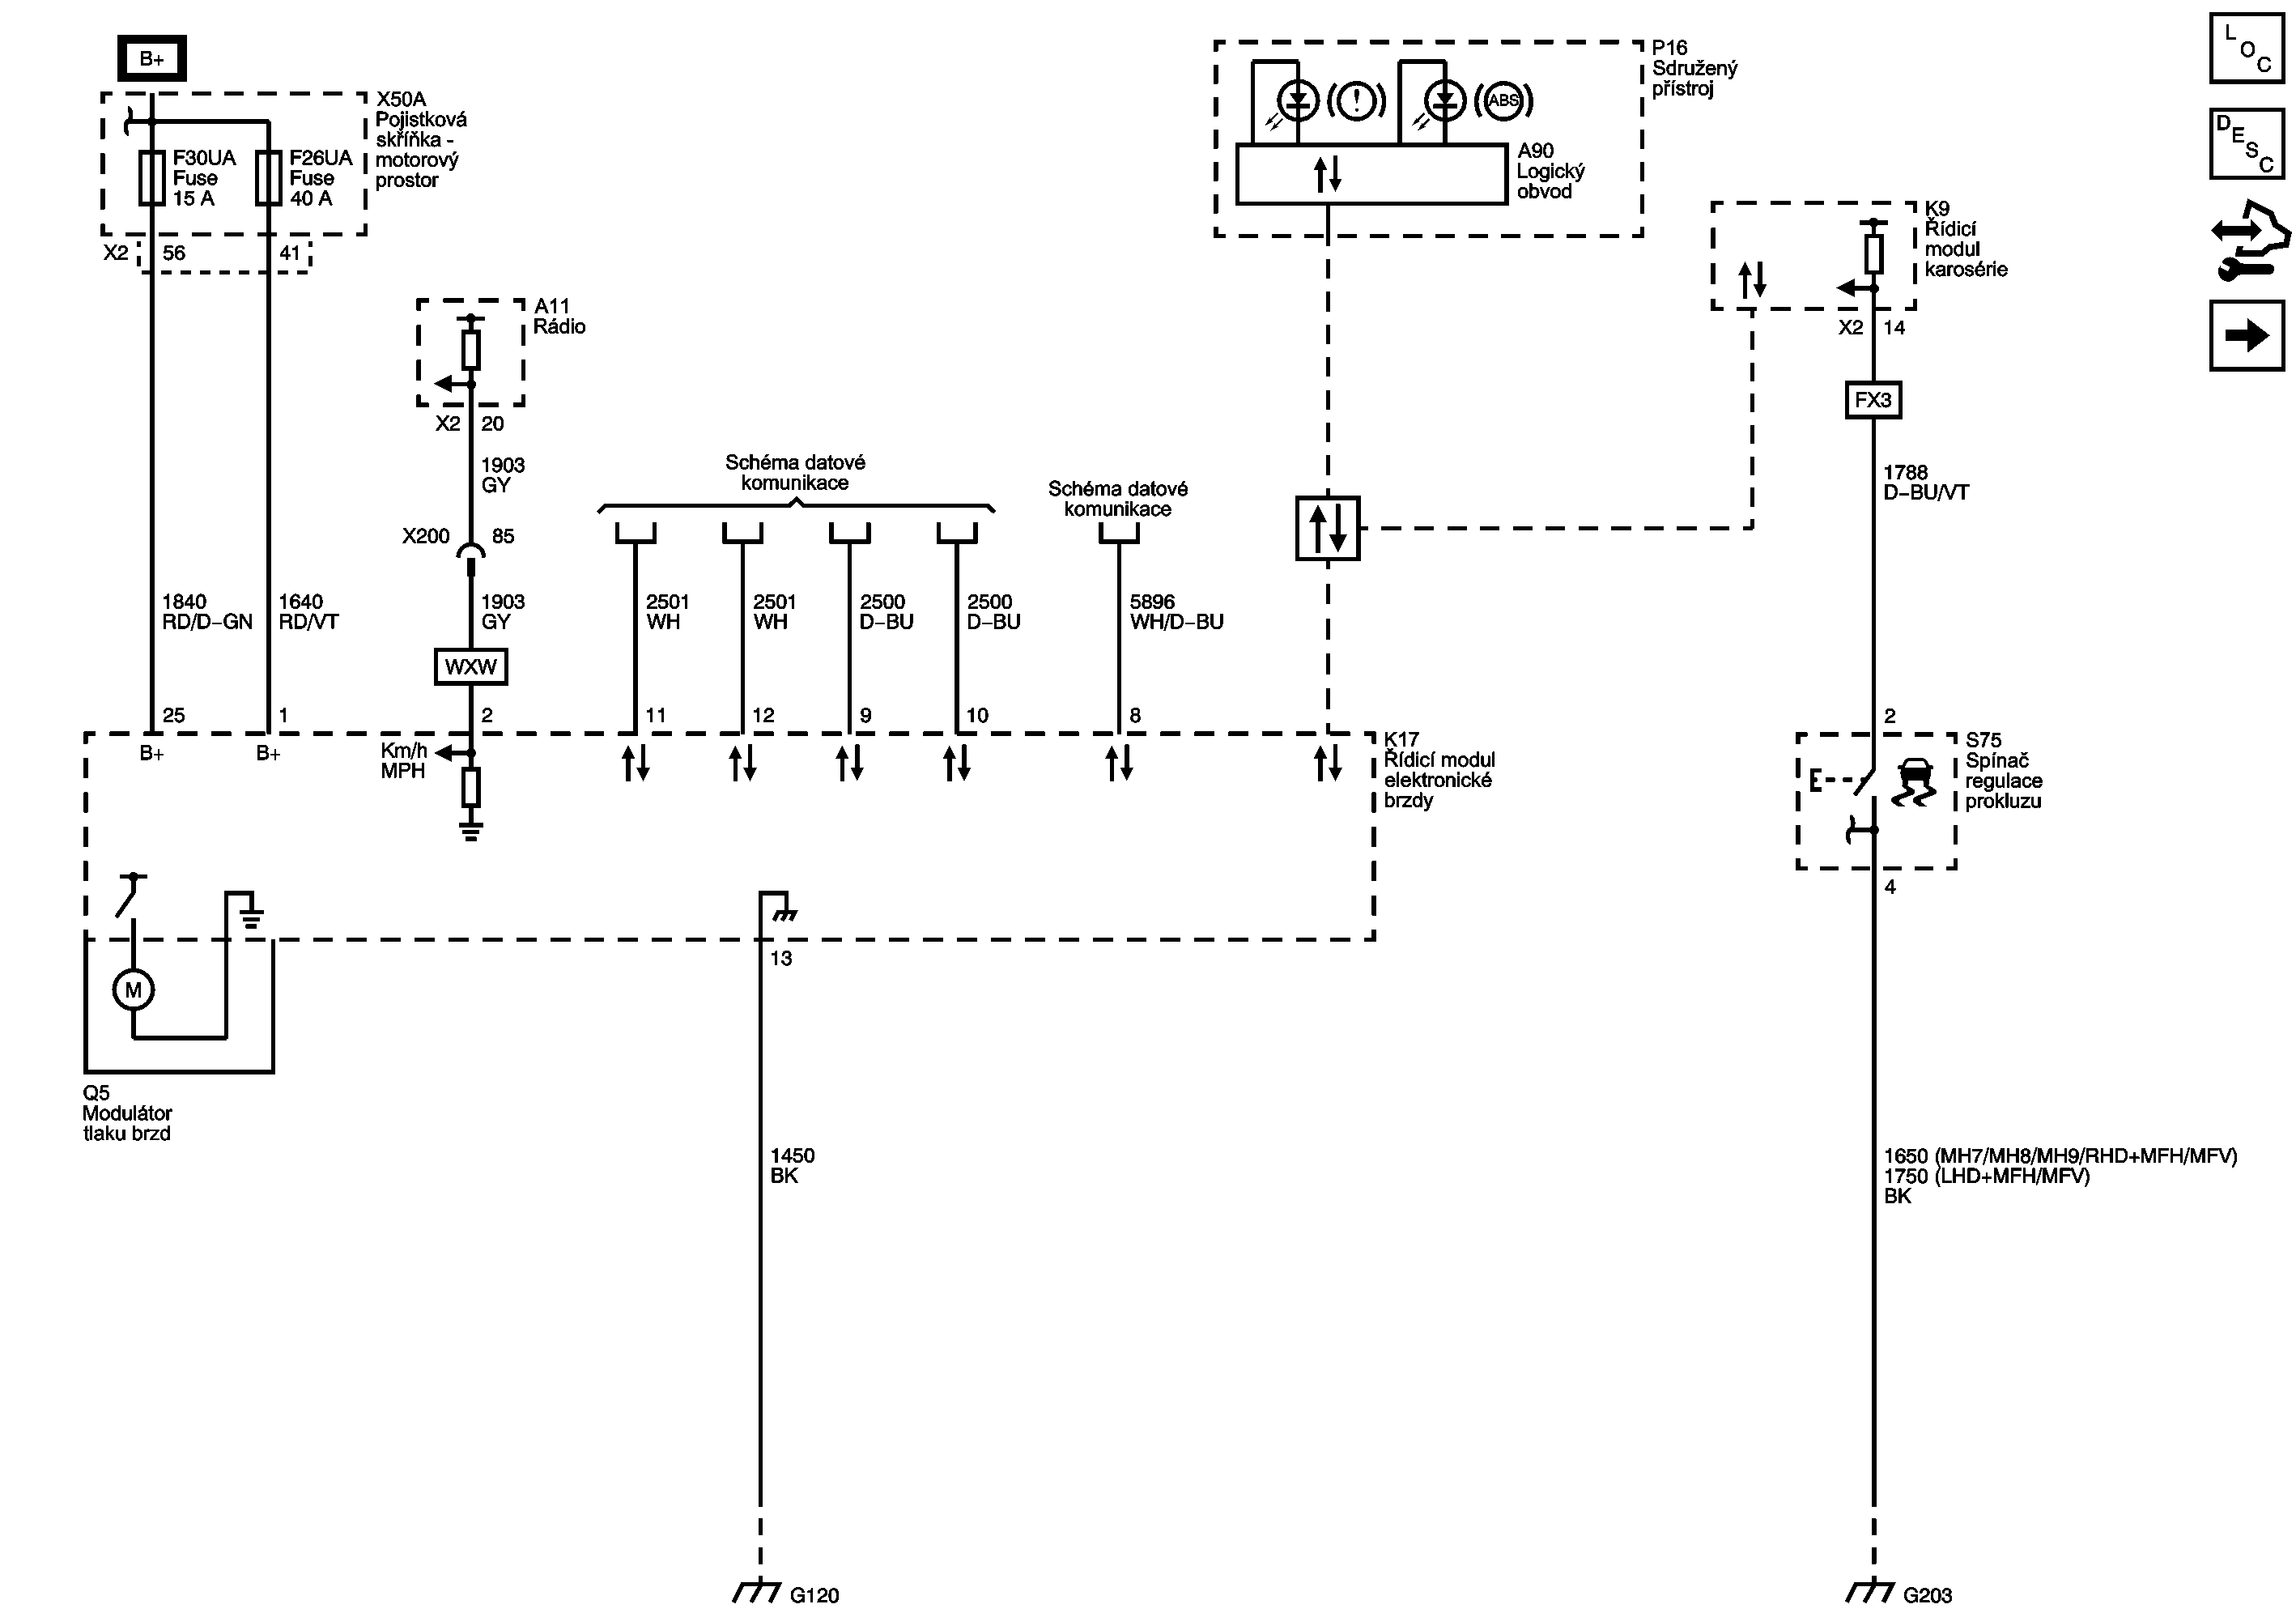 B+
X50A
Pojistková
skříňka -
motorový
prostor
F30UA
Fuse
15 A
F26UA
Fuse
40 A
X2
56
41
A11
Rádio
X2
20
1903
GY
X200
85
1903
GY
WXW
1840
RD/D-GN
1640
RD/VT
Schéma datové
komunikace
Schéma datové
komunikace
2501
WH
2501
WH
2500
D-BU
2500
D-BU
5896
WH/D-BU
P16
Sdružený
přístroj
!
ABS
A90
Logický
obvod
K9
Řídicí
modul
karosérie
X2
14
FX3
1788
D-BU/VT
L
O
C
D
E
S
C
25
1
2
11
12
9
10
8
B+
B+
Km/h
MPH
K17
Řídicí modul
elektronické
brzdy
2
S75
Spínač
regulace
prokluzu
4
M
Q5
Modulátor
tlaku brzd
13
1450
BK
1650 (MH7/MH8/MH9/RHD+MFH/MFV)
1750 (LHD+MFH/MFV)
BK
G120
G203